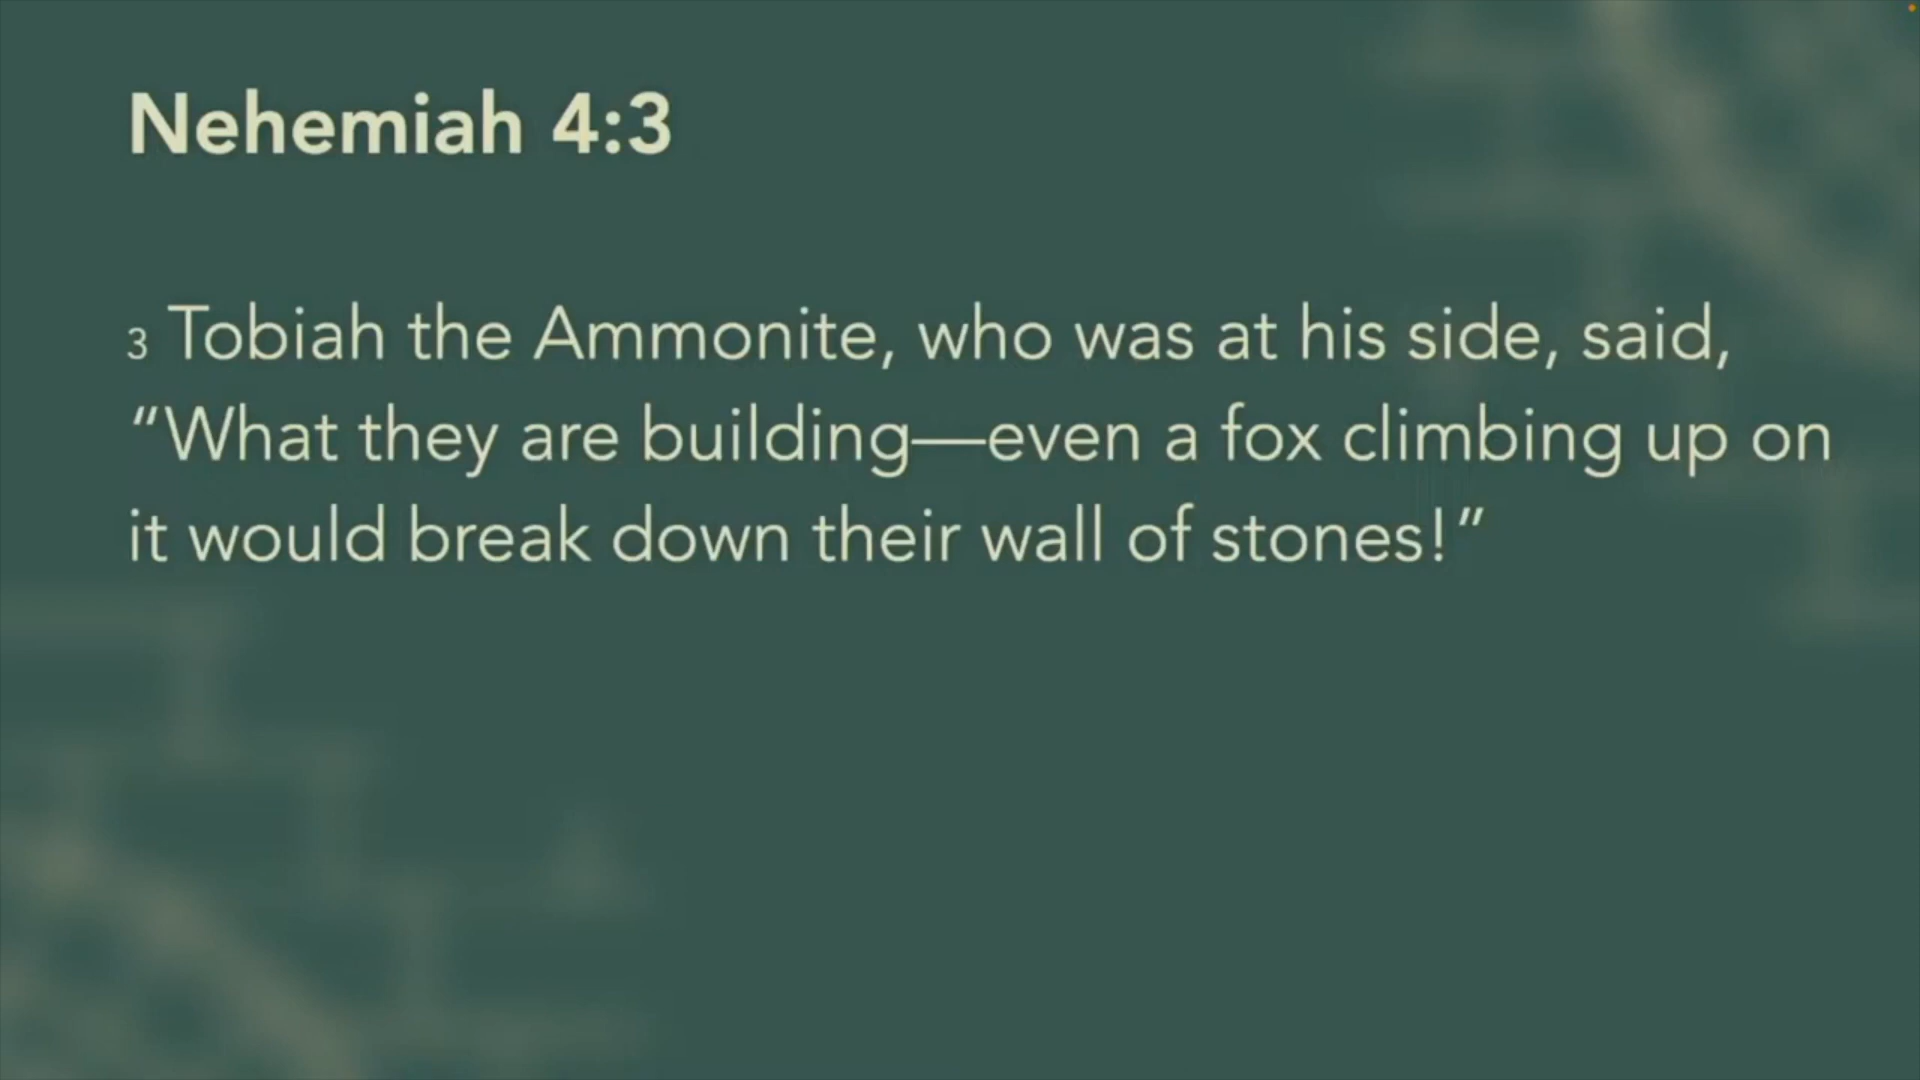 Nehemiah 4:3
3 Tobiah the Ammonite, who was at his side, said,
“What they are building—even a fox climbing up on
it would break down their wall of stones!”